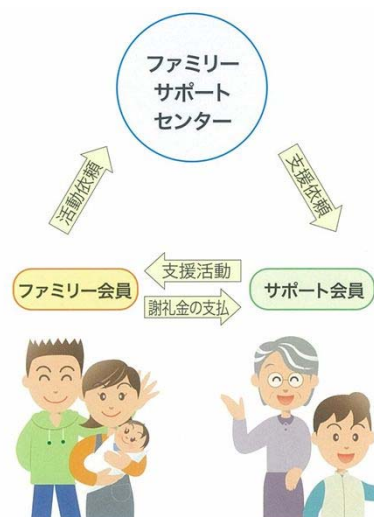 ファミリー
サポート
センター
活動依頼
支援依頼
支援活動
ファミリー会員
サポート会員
謝礼金の支払